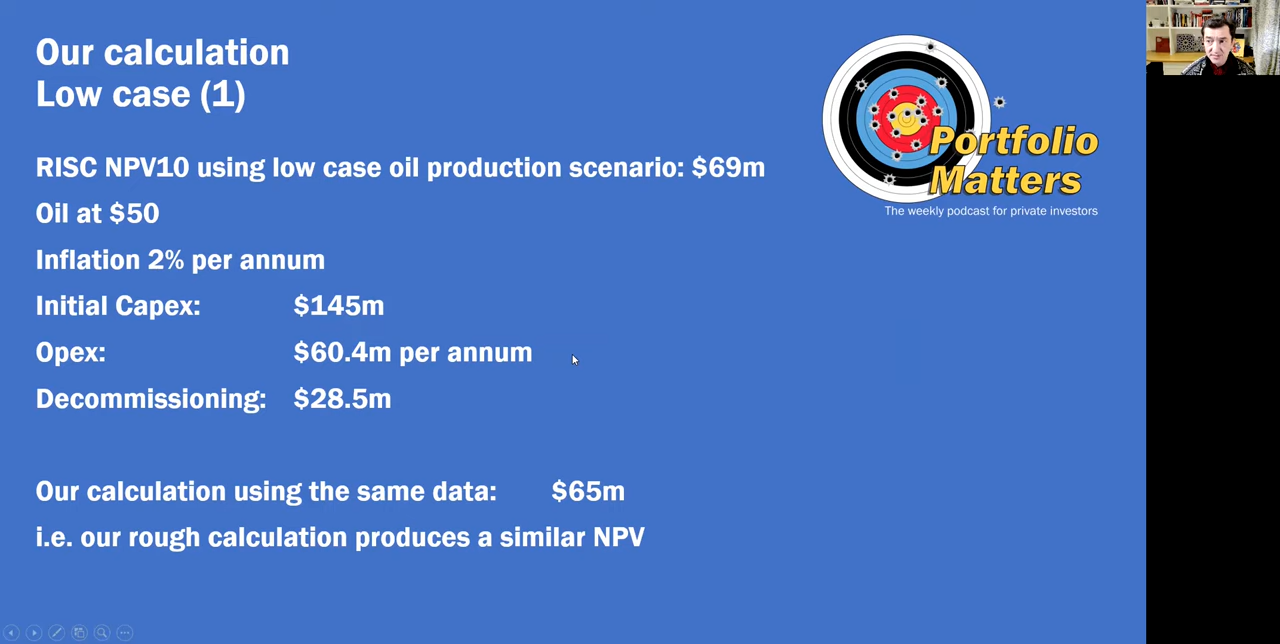 Our calculation
Low case (1)
RISC NPV10 using low case oil production scenario: $69m
Oil at $50
Inflation 2% per annum
Initial Capex: $145m
Opex: $60.4m per annum
Decommissioning: $28.5m
Our calculation using the same data: $65m
i.e. our rough calculation produces a similar NPV
Portfolio
Matters
The weekly podcast for private investors